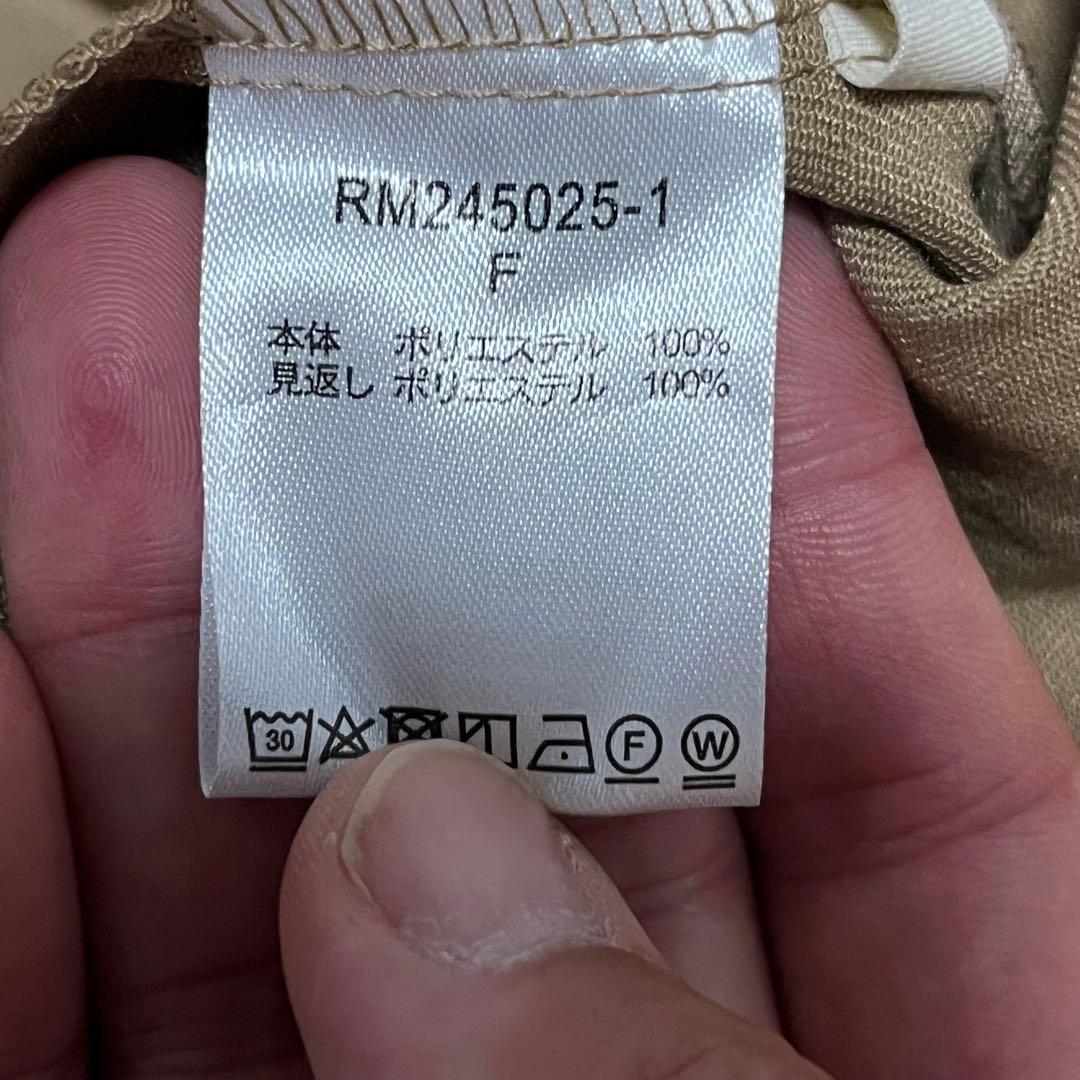 RM245025-1
F
本体 ポリエステル 100%
見返し ポリエステル 100%
30 F W